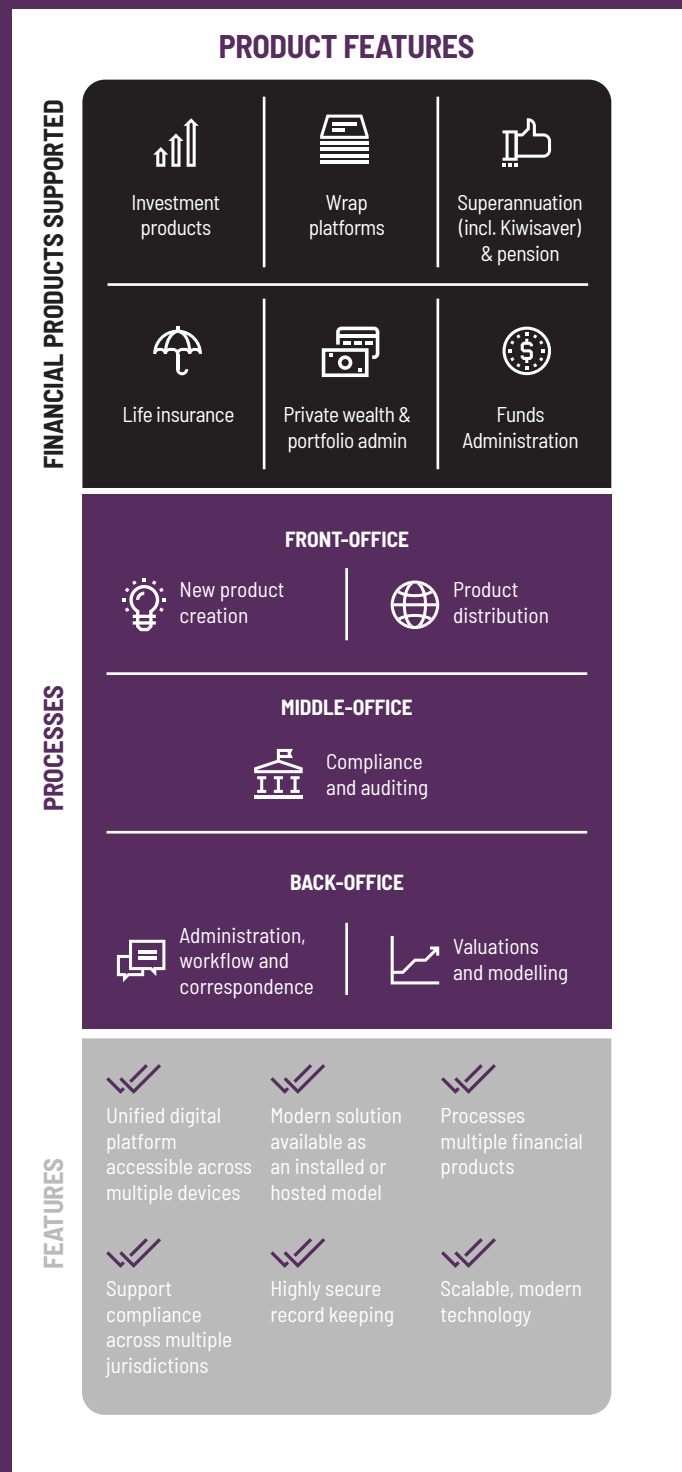 PRODUCT FEATURES
FINANCIAL PRODUCTS SUPPORTED
Investment
products
Wrap
platforms
Superannuation
(incl. Kiwisaver)
& pension
Life insurance
Private wealth &
portfolio admin
Funds
Administration
PROCESSES
FRONT-OFFICE
New product
creation
Product
distribution
MIDDLE-OFFICE
Compliance
and auditing
BACK-OFFICE
Administration,
workflow and
correspondence
Valuations
and modelling
FEATURES
Unified digital
platform
accessible across
multiple devices
Modern solution
available as
an installed or
hosted model
Processes
multiple financial
products
Support
compliance
across multiple
jurisdictions
Highly secure
record keeping
Scalable, modern
technology